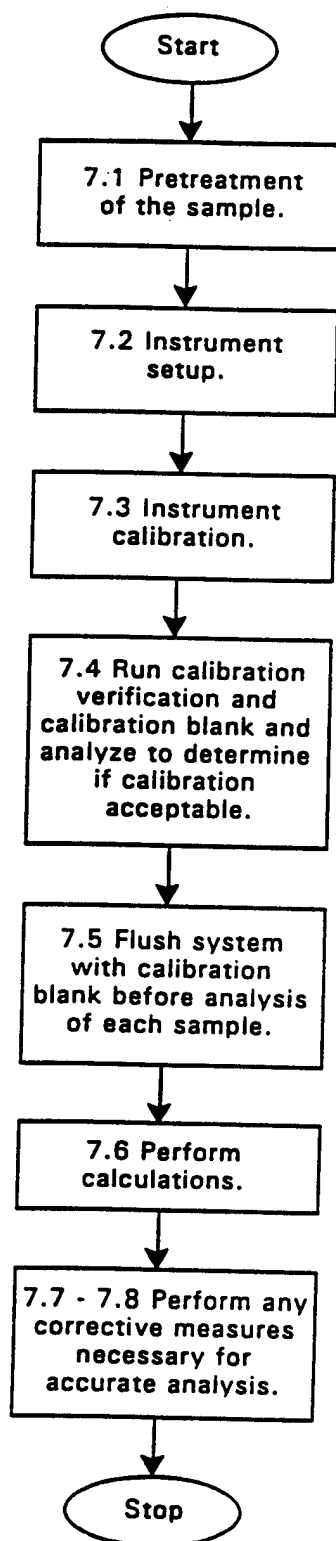 Start
7.1 Pretreatment
of the sample.
7.2 Instrument
setup.
7.3 Instrument
calibration.
7.4 Run calibration
verification and
calibration blank and
analyze to determine
if calibration
acceptable.
7.5 Flush system
with calibration
blank before analysis
of each sample.
7.6 Perform
calculations.
7.7 - 7.8 Perform any
corrective measures
necessary for
accurate analysis.
Stop